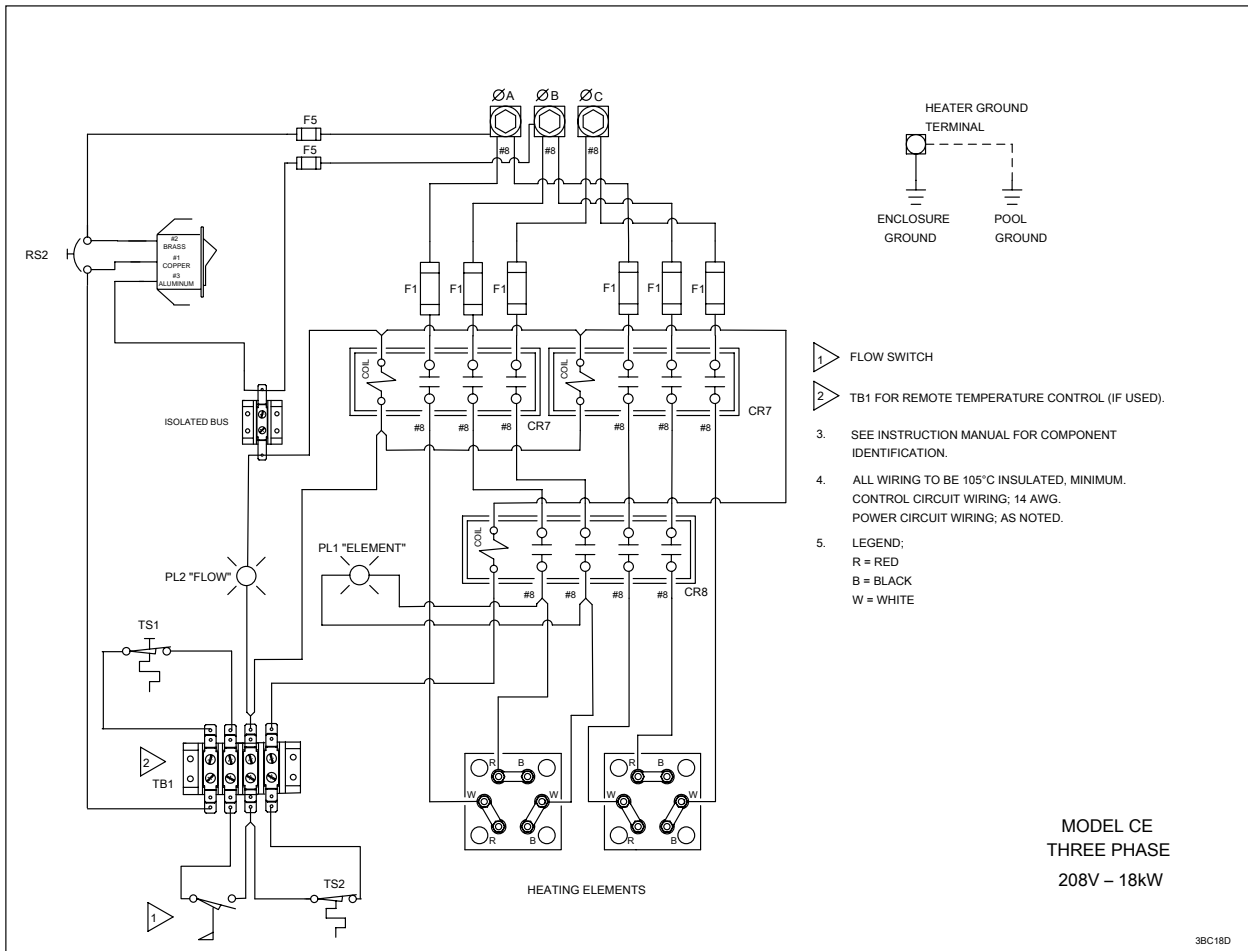 ØA ØB ØC
F5
F5
#8 #8 #8
HEATER GROUND
TERMINAL
ENCLOSURE
GROUND
POOL
GROUND
RS2
#2
BRASS
#1
COPPER
#3
ALUMINUM
F1 F1 F1 F1 F1 F1
COIL
COIL
CR7
CR7
#8 #8 #8 #8 #8
ISOLATED BUS
1 FLOW SWITCH
2 TB1 FOR REMOTE TEMPERATURE CONTROL (IF USED).
3. SEE INSTRUCTION MANUAL FOR COMPONENT
IDENTIFICATION.
4. ALL WIRING TO BE 105°C INSULATED, MINIMUM.
CONTROL CIRCUIT WIRING; 14 AWG.
POWER CIRCUIT WIRING; AS NOTED.
5. LEGEND;
R = RED
B = BLACK
W = WHITE
COIL
PL1 "ELEMENT"
PL2 "FLOW"
CR8
#8 #8 #8 #8
TS1
2
TB1
R B
W W
R B
R B
W W
R B
HEATING ELEMENTS
TS2
1
MODEL CE
THREE PHASE
208V – 18kW
3BC18D